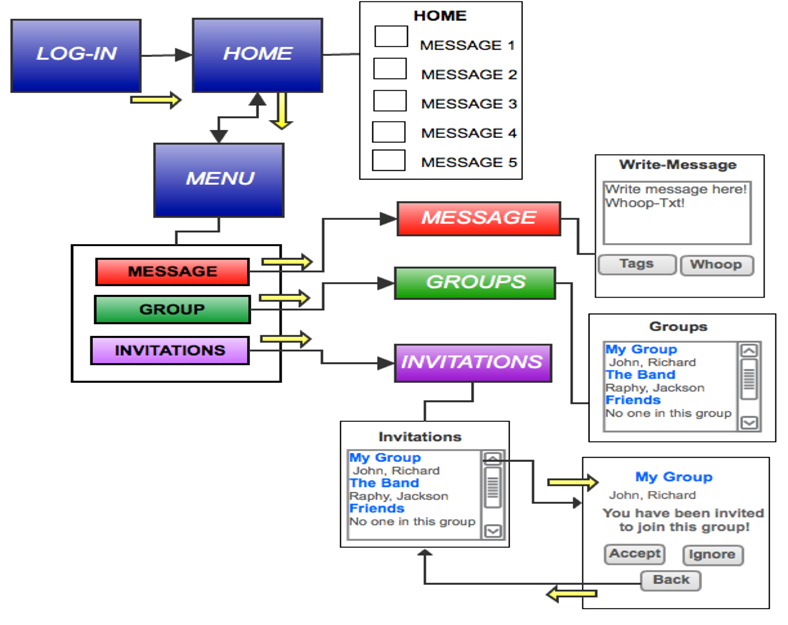 LOG-IN
HOME
HOME
MESSAGE 1
MESSAGE 2
MESSAGE 3
MESSAGE 4
MESSAGE 5
MENU
MESSAGE
GROUP
INVITATIONS
MESSAGE
GROUPS
INVITATIONS
Write-Message
Write message here!
Whoop-Txt!
Tags
Whoop
Groups
My Group
John, Richard
The Band
Raphy, Jackson
Friends
No one in this group
Invitations
My Group
John, Richard
The Band
Raphy, Jackson
Friends
No one in this group
My Group
John, Richard
You have been invited
to join this group!
Accept
Ignore
Back